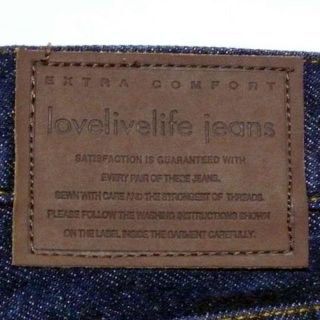 EXTRA COMFORT
lovelivelife jeans
SATISFACTION IS GUARANTEED WITH
EVERY PAIR OF THESE JEANS.
SEWN WITH CARE AND THE STRONGEST OF THREADS.
PLEASE FOLLOW THE WASHING INSTRUCTIONS SHOWN
ON THE LABEL INSIDE THE GARMENT CAREFULLY.